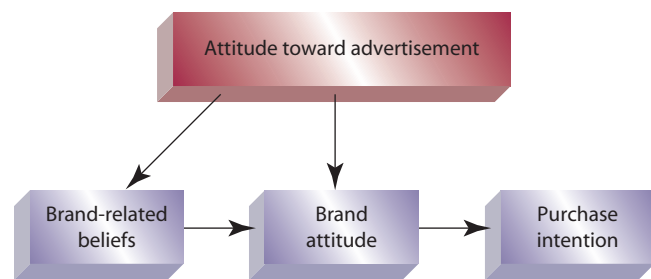 Attitude toward advertisement
Brand-related
beliefs
Brand
attitude
Purchase
intention